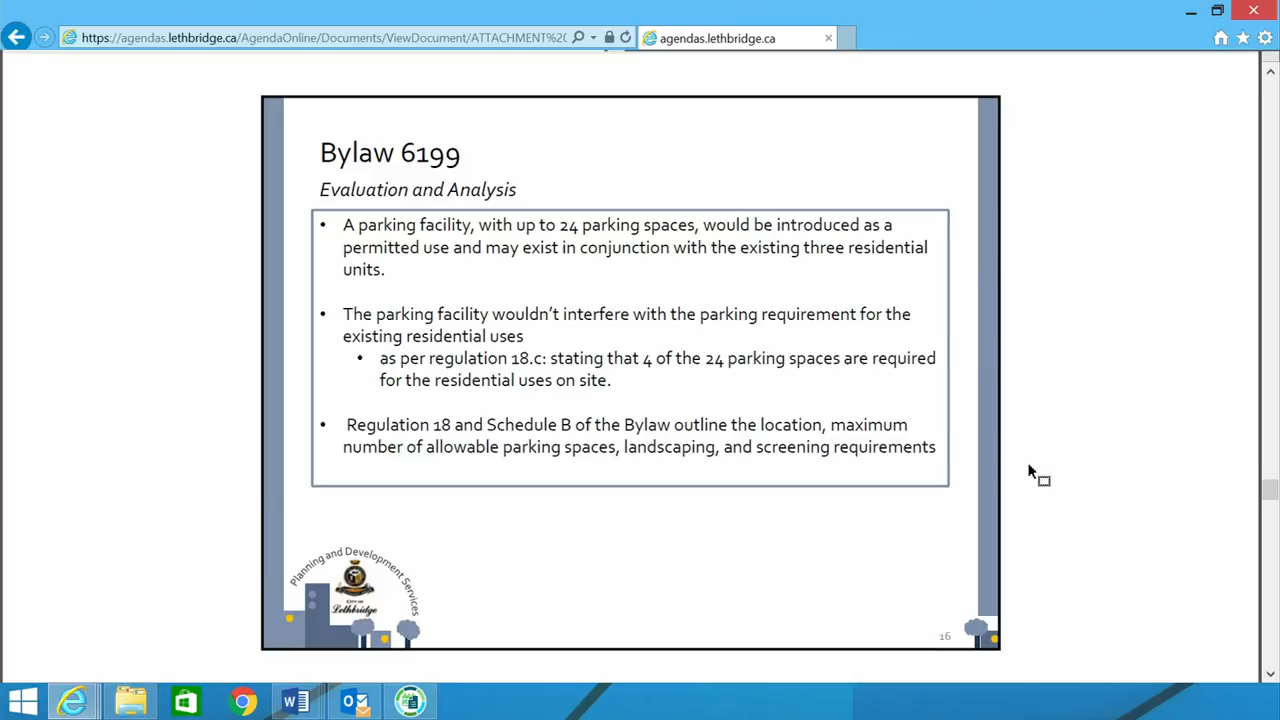 https://agendas.lethbridge.ca/AgendaOnline/Documents/ViewDocument/ATTACHMENT%2C
agendas.lethbridge.ca
Bylaw 6199
Evaluation and Analysis
• A parking facility, with up to 24 parking spaces, would be introduced as a
permitted use and may exist in conjunction with the existing three residential
units.
• The parking facility wouldn’t interfere with the parking requirement for the
existing residential uses
• as per regulation 18.c: stating that 4 of the 24 parking spaces are required
for the residential uses on site.
• Regulation 18 and Schedule B of the Bylaw outline the location, maximum
number of allowable parking spaces, landscaping, and screening requirements
Planning and Development Services
CITY OF
Lethbridge
16